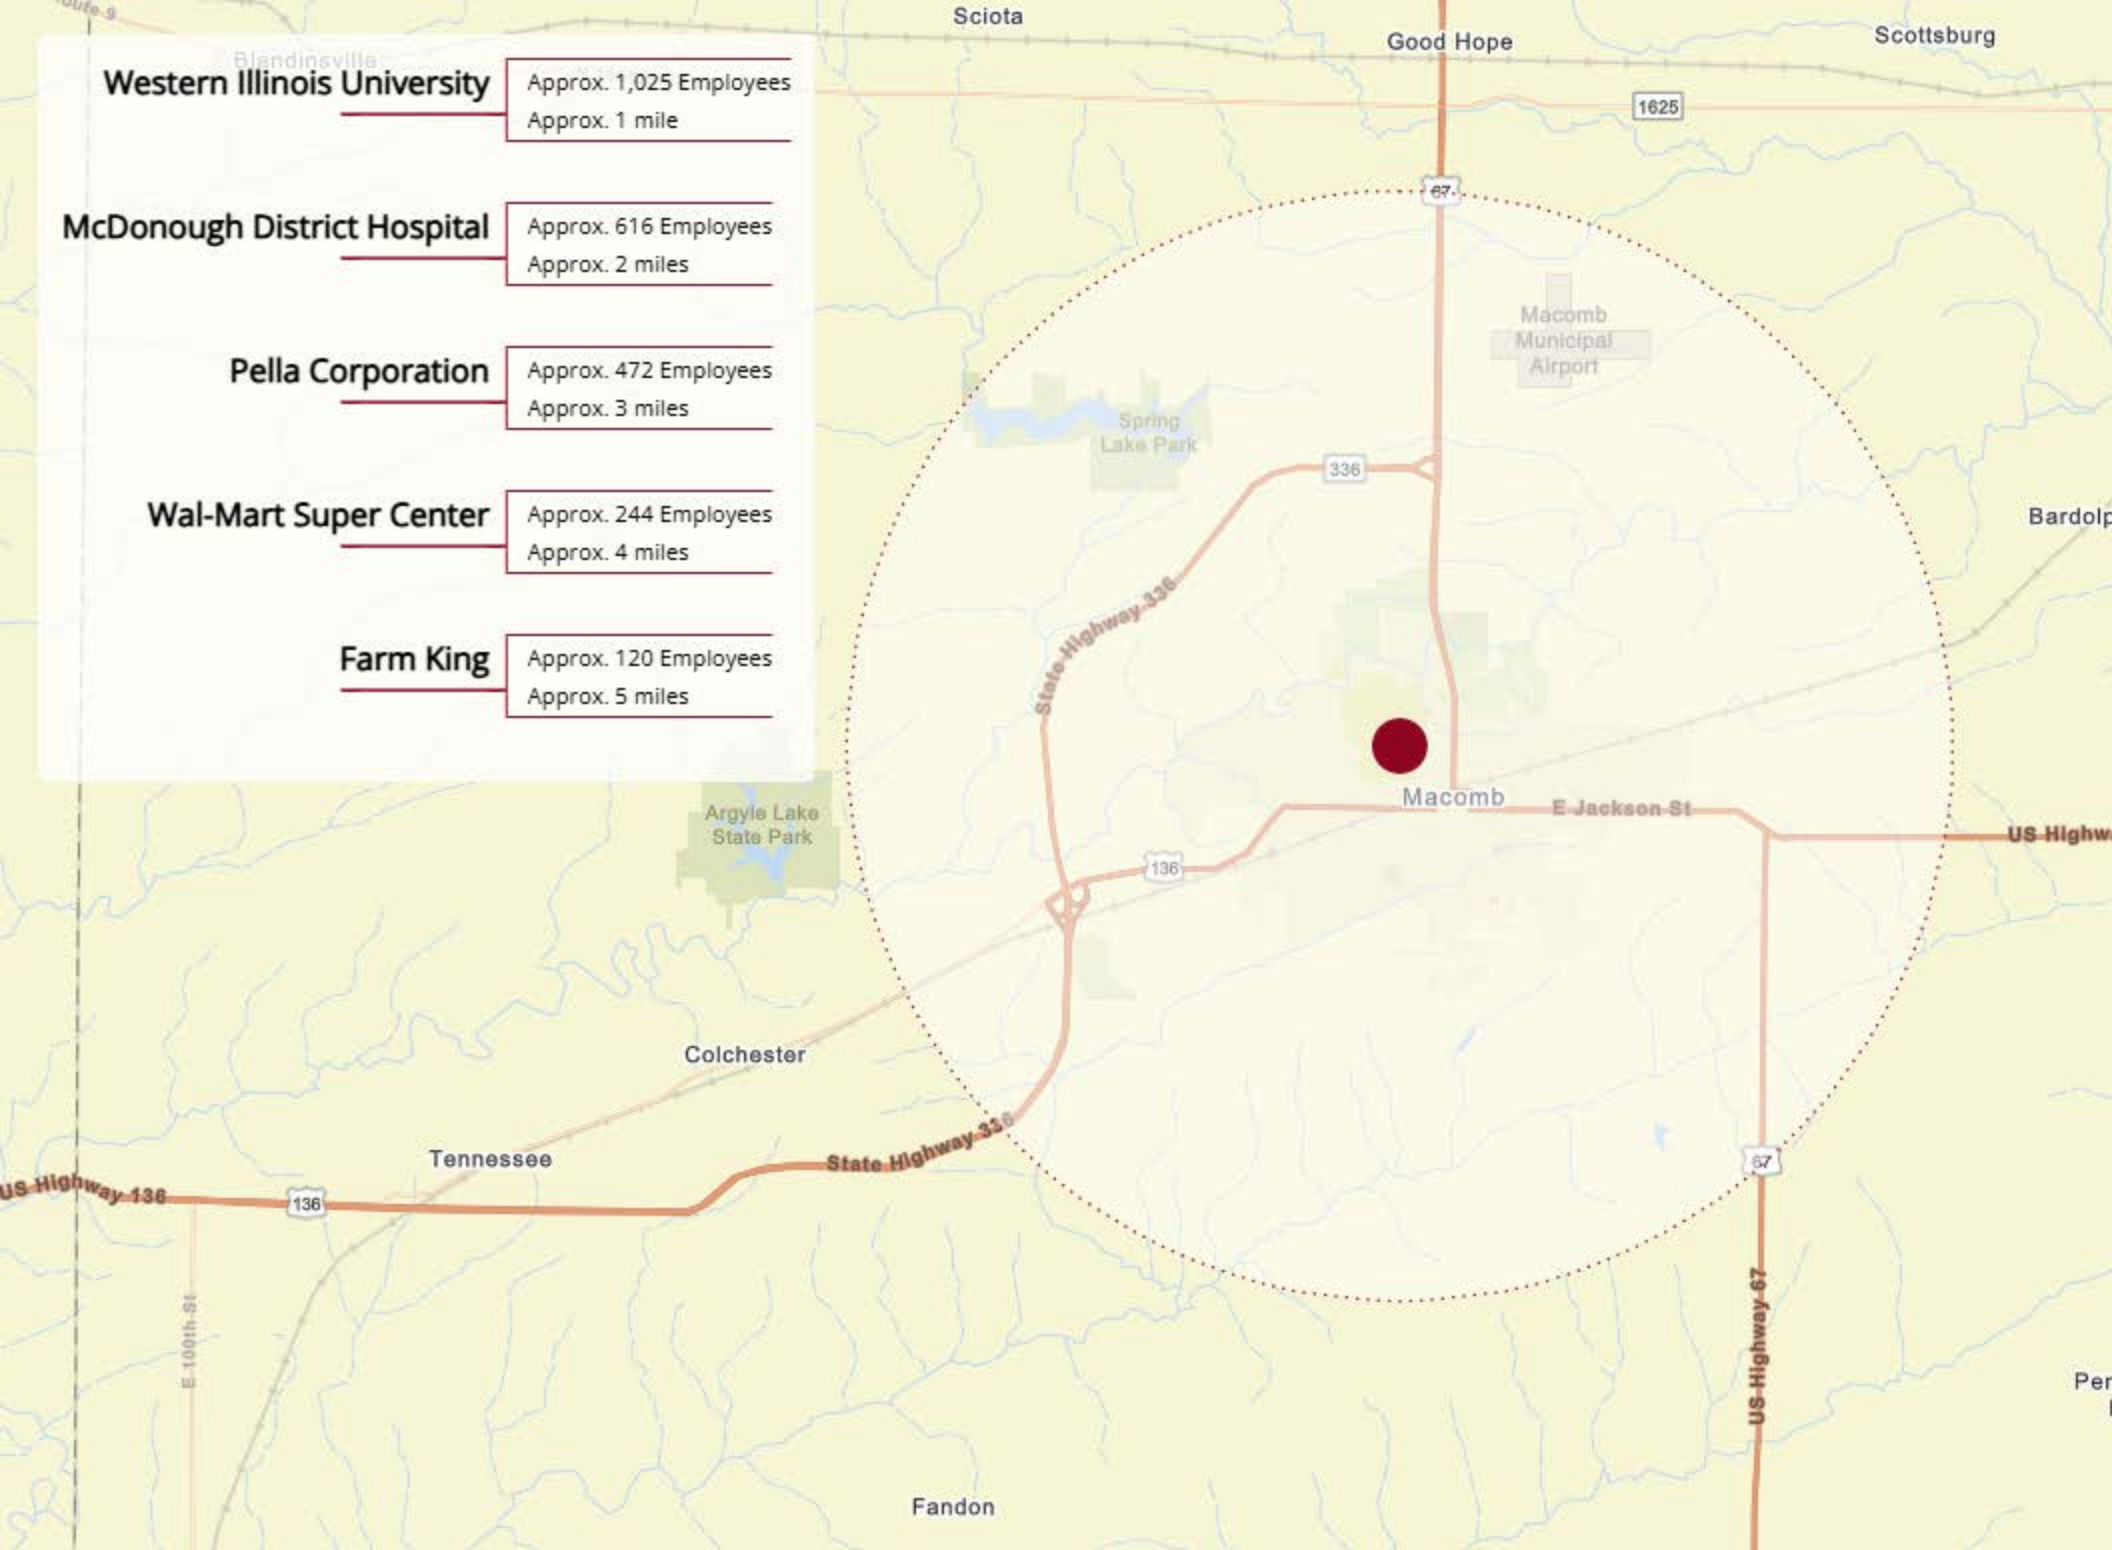 Sciota
Good Hope
Scottsburg
Blandinsville
Western Illinois University
Approx. 1,025 Employees
Approx. 1 mile
1625
McDonough District Hospital
Approx. 616 Employees
Approx. 2 miles
67
Pella Corporation
Approx. 472 Employees
Approx. 3 miles
Macomb
Municipal
Airport
Spring
Lake Park
336
Wal-Mart Super Center
Approx. 244 Employees
Approx. 4 miles
Bardolp
State Highway 336
Farm King
Approx. 120 Employees
Approx. 5 miles
Macomb
E Jackson St
US Highw
Argyle Lake
State Park
136
Colchester
State Highway 336
Tennessee
US Highway 136
136
67
E 100th St
US Highway 67
Per
Fandon